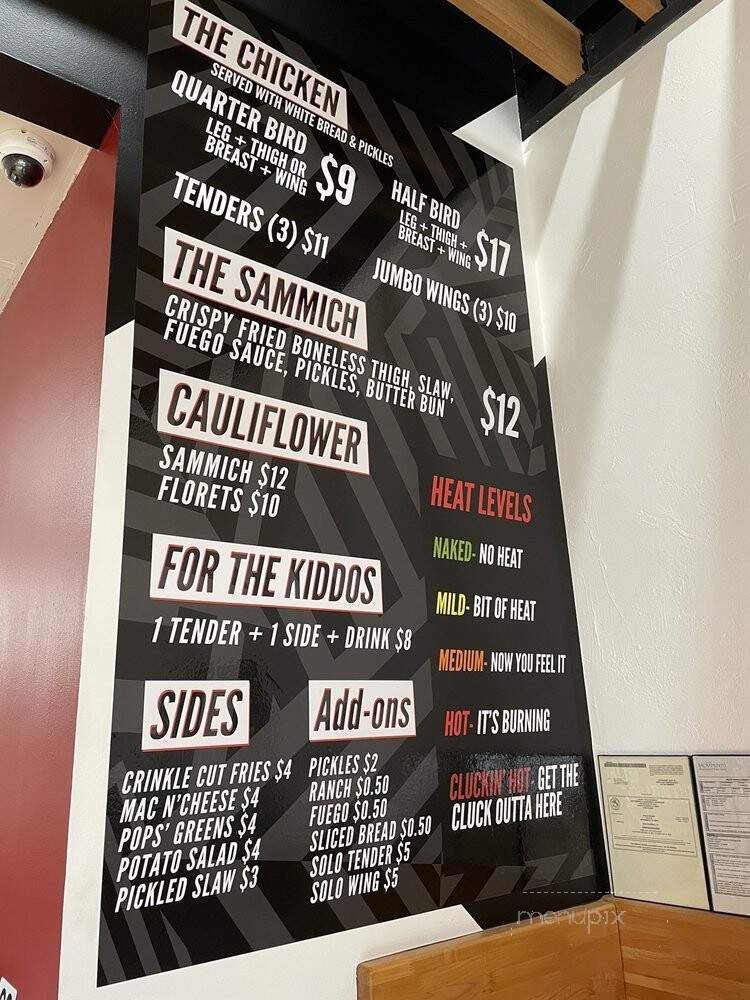 THE CHICKEN
SERVED WITH WHITE BREAD & PICKLES
QUARTER BIRD
LEG + THIGH OR
BREAST + WING
$9
HALF BIRD
LEG + THIGH +
BREAST + WING
$17
TENDERS (3) $11
JUMBO WINGS (3) $10
THE SAMMICH
CRISPY FRIED BONELESS THIGH, SLAW,
FUEGO SAUCE, PICKLES, BUTTER BUN
$12
CAULIFLOWER
SAMMICH $12
FLORETS $10
FOR THE KIDDOS
1 TENDER + 1 SIDE + DRINK $8
SIDES
CRINKLE CUT FRIES $4
MAC N'CHEESE $4
POPS' GREENS $4
POTATO SALAD $4
PICKLED SLAW $3
Add-ons
PICKLES $2
RANCH $0.50
FUEGO $0.50
SLICED BREAD $0.50
SOLO TENDER $5
SOLO WING $5
HEAT LEVELS
NAKED- NO HEAT
MILD- BIT OF HEAT
MEDIUM- NOW YOU FEEL IT
HOT- IT'S BURNING
CLUCKIN' HOT- GET THE
CLUCK OUTTA HERE
SACRAMENTO
menupix